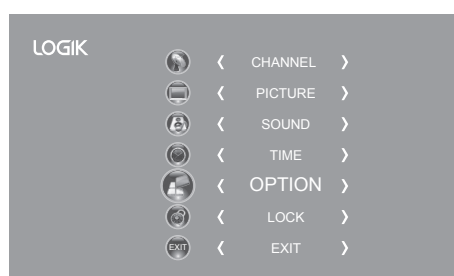 LOGIK
CHANNEL
PICTURE
SOUND
TIME
OPTION
LOCK
EXIT EXIT